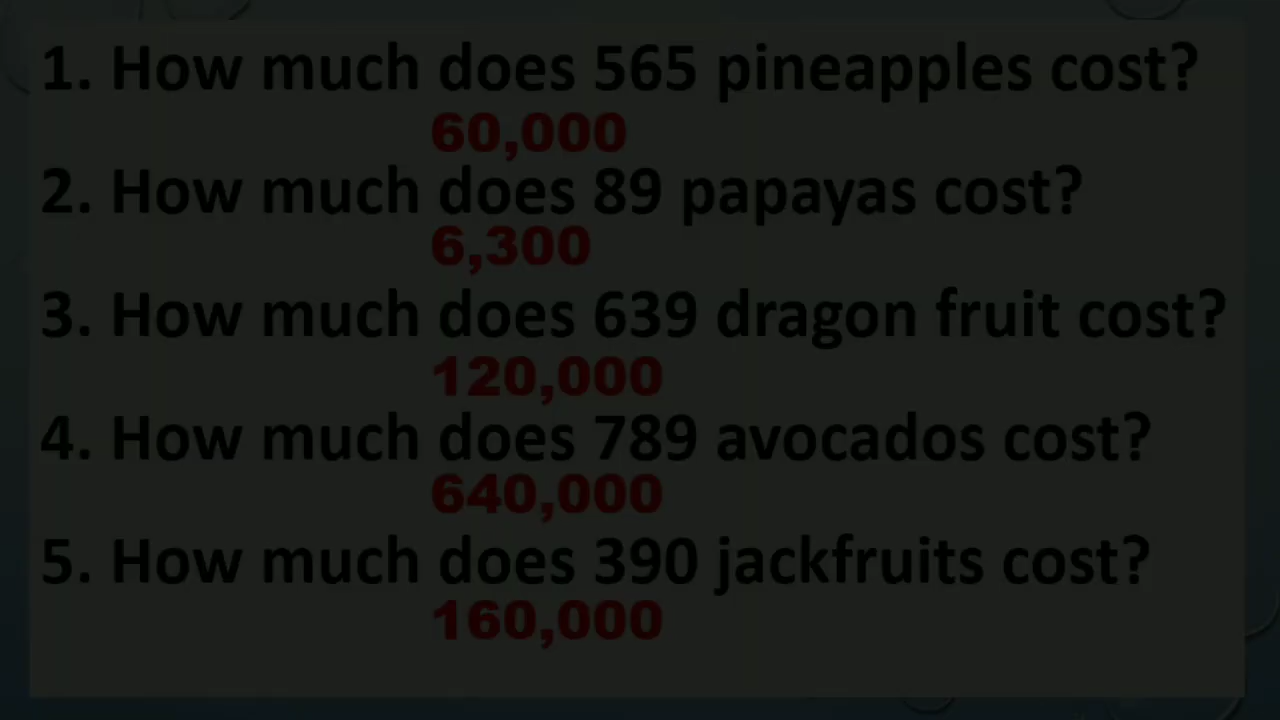 1. How much does 565 pineapples cost?
60,000
2. How much does 89 papayas cost?
6,300
3. How much does 639 dragon fruit cost?
120,000
4. How much does 789 avocados cost?
640,000
5. How much does 390 jackfruits cost?
160,000